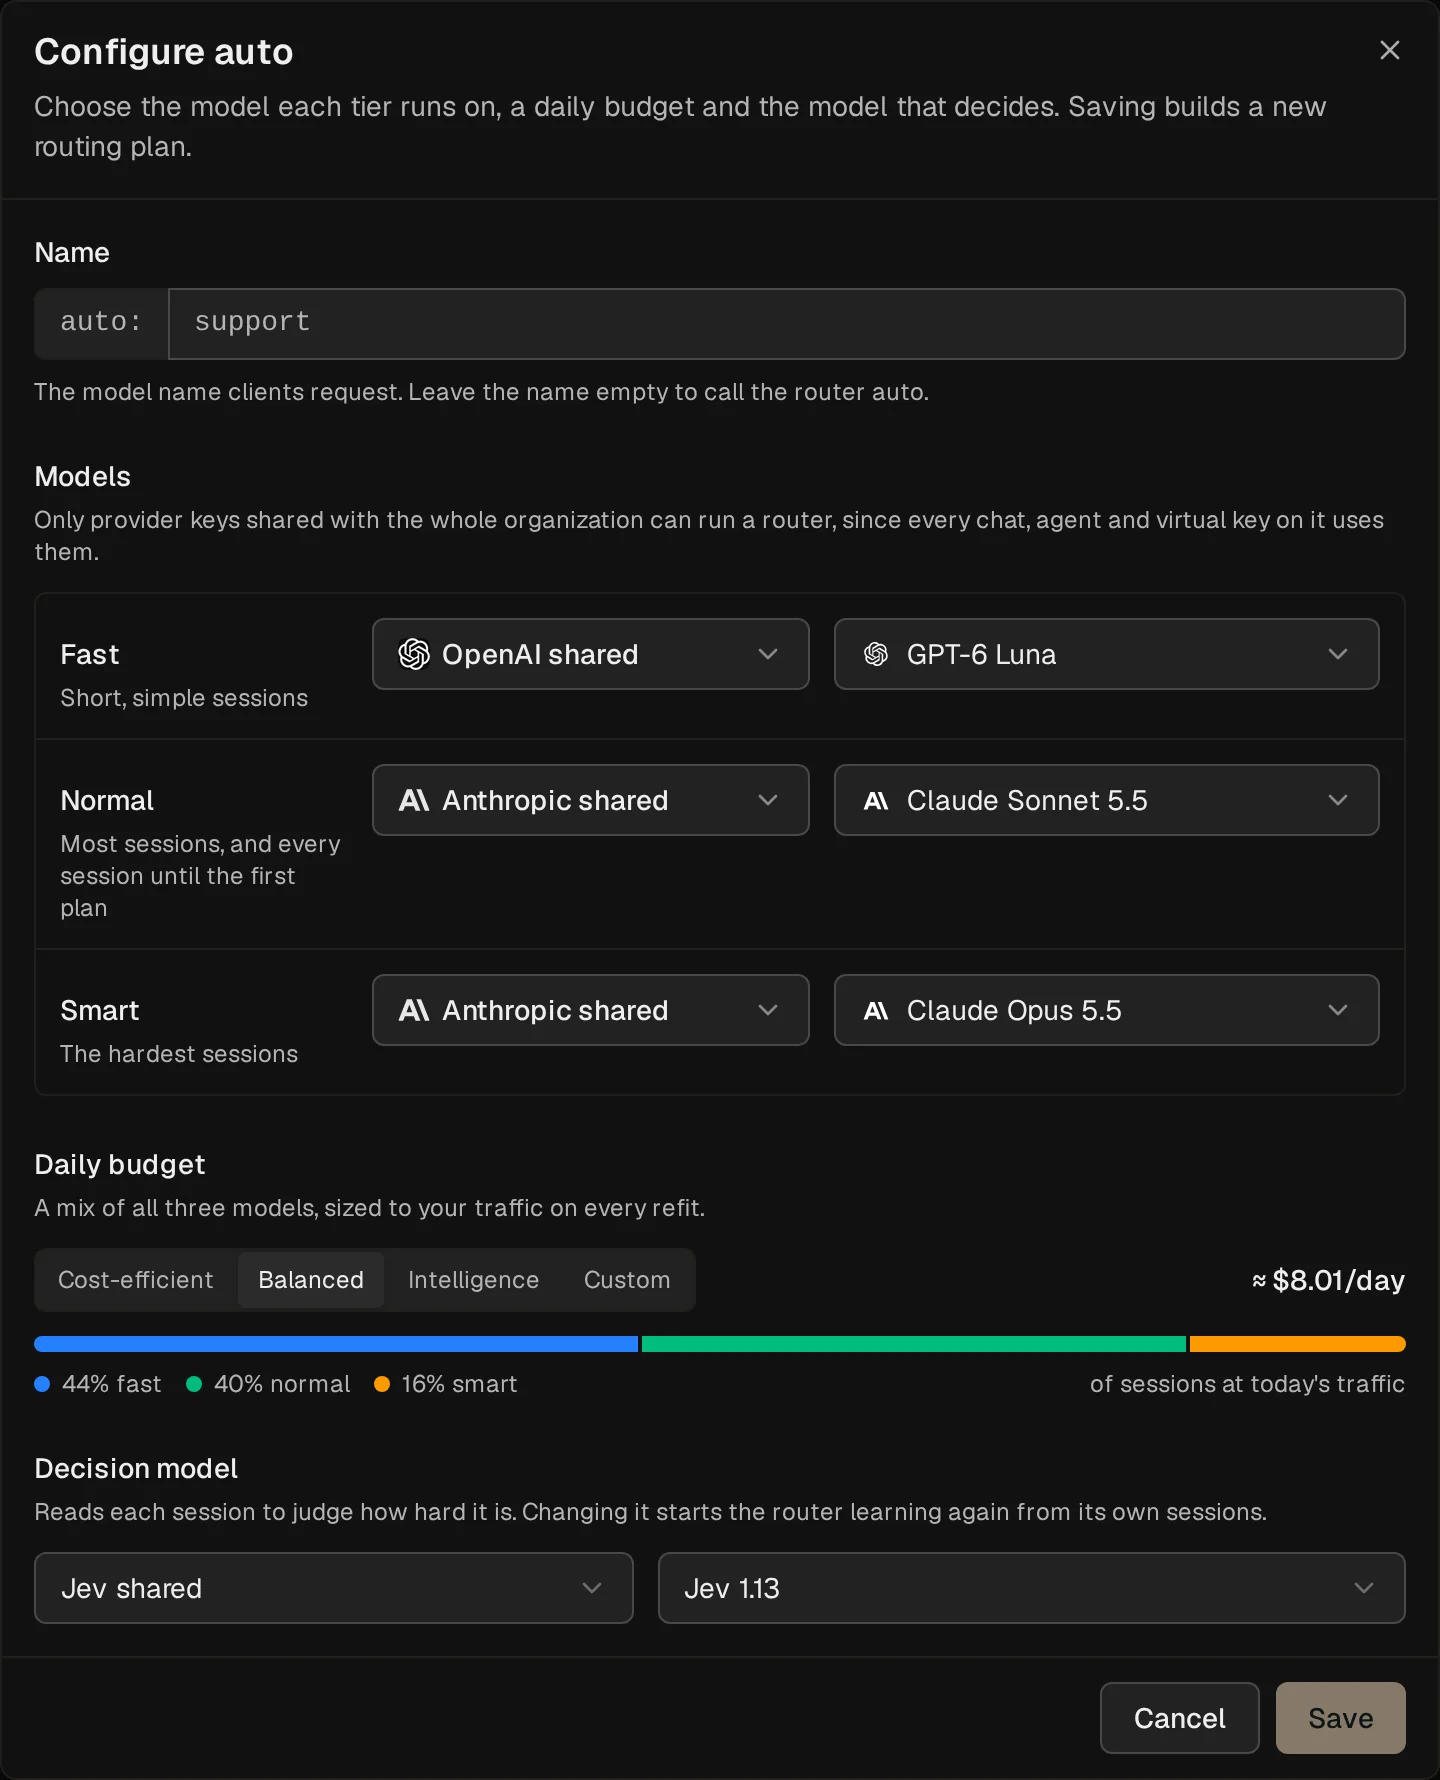 Configure auto
Choose the model each tier runs on, a daily budget and the model that decides. Saving builds a new
routing plan.
Name
auto: support
The model name clients request. Leave the name empty to call the router auto.
Models
Only provider keys shared with the whole organization can run a router, since every chat, agent and virtual key on it uses
them.
Fast
OpenAI shared
GPT-6 Luna
Short, simple sessions
Normal
Anthropic shared
Claude Sonnet 5.5
Most sessions, and every
session until the first
plan
Smart
Anthropic shared
Claude Opus 5.5
The hardest sessions
Daily budget
A mix of all three models, sized to your traffic on every refit.
Cost-efficient Balanced Intelligence Custom
≈ $8.01/day
44% fast 40% normal 16% smart
of sessions at today's traffic
Decision model
Reads each session to judge how hard it is. Changing it starts the router learning again from its own sessions.
Jev shared
Jev 1.13
Cancel
Save